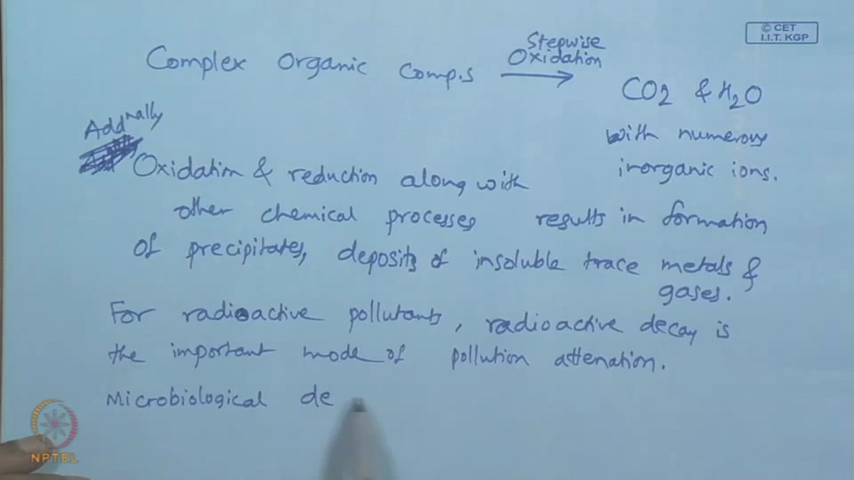 © CET
I.I.T. KGP
Complex Organic Comp.s Stepwise Oxidation CO2 & H2O
with numerous
inorganic ions.
Addnally
Oxidation & reduction along with
other chemical processes results in formation
of precipitates, deposits of insoluble trace metals &
gases.
For radioactive pollutants, radioactive decay is
the important mode of pollution attenation.
Microbiological de
NPTEL